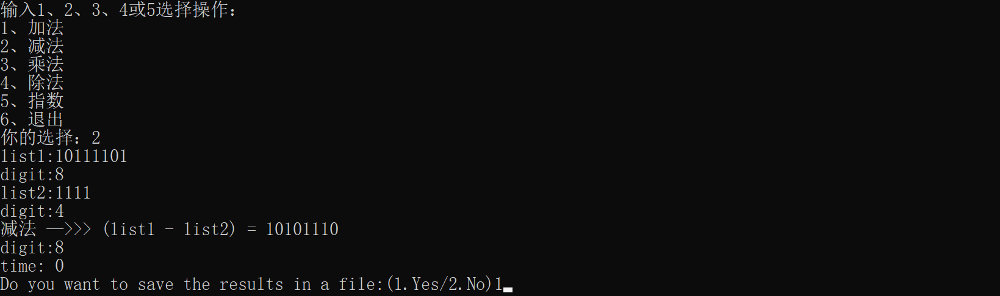 输入1、2、3、4或5选择操作：
1、加法
2、减法
3、乘法
4、除法
5、指数
6、退出
你的选择：2
list1:10111101
digit:8
list2:1111
digit:4
减法 —>>> (list1 - list2) = 10101110
digit:8
time: 0
Do you want to save the results in a file:(1.Yes/2.No)1